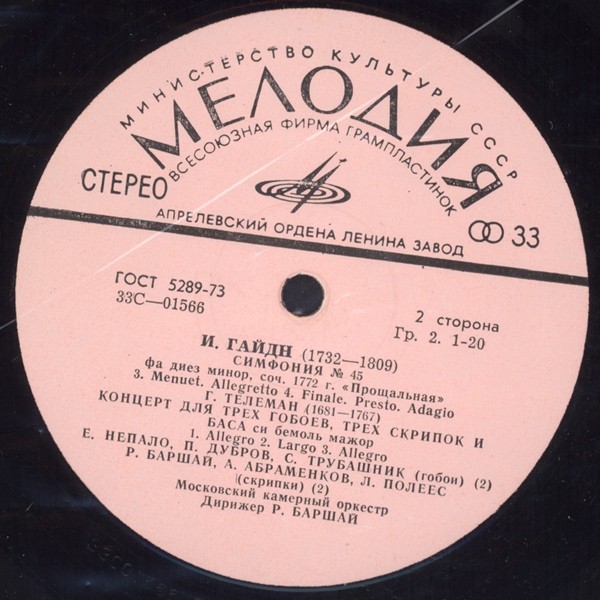 МИНИСТЕРСТВО КУЛЬТУРЫ СССР
МЕЛОДИЯ
ВСЕСОЮЗНАЯ ФИРМА ГРАМПЛАСТИНОК
СТЕРЕО
33
АПРЕЛЕВСКИЙ ОРДЕНА ЛЕНИНА ЗАВОД
ГОСТ 5289-73
33С—01566
2 сторона
Гр. 2. 1-20
И. ГАЙДН (1732—1809)
СИМФОНИЯ № 45
фа диез минор, соч. 1772 г. «Прощальная»
3. Menuet. Allegretto 4. Finale. Presto. Adagio
Г. ТЕЛЕМАН (1681—1767)
КОНЦЕРТ ДЛЯ ТРЕХ ГОБОЕВ, ТРЕХ СКРИПОК И
БАСА си бемоль мажор
1. Allegro 2. Largo 3. Allegro
Е. НЕПАЛО, П. ДУБРОВ, С. ТРУБАШНИК (гобои) (2)
Р. БАРШАЙ, А. АБРАМЕНКОВ, Л. ПОЛЕЕС
(скрипки) (2)
Московский камерный оркестр
Дирижер Р. БАРШАЙ